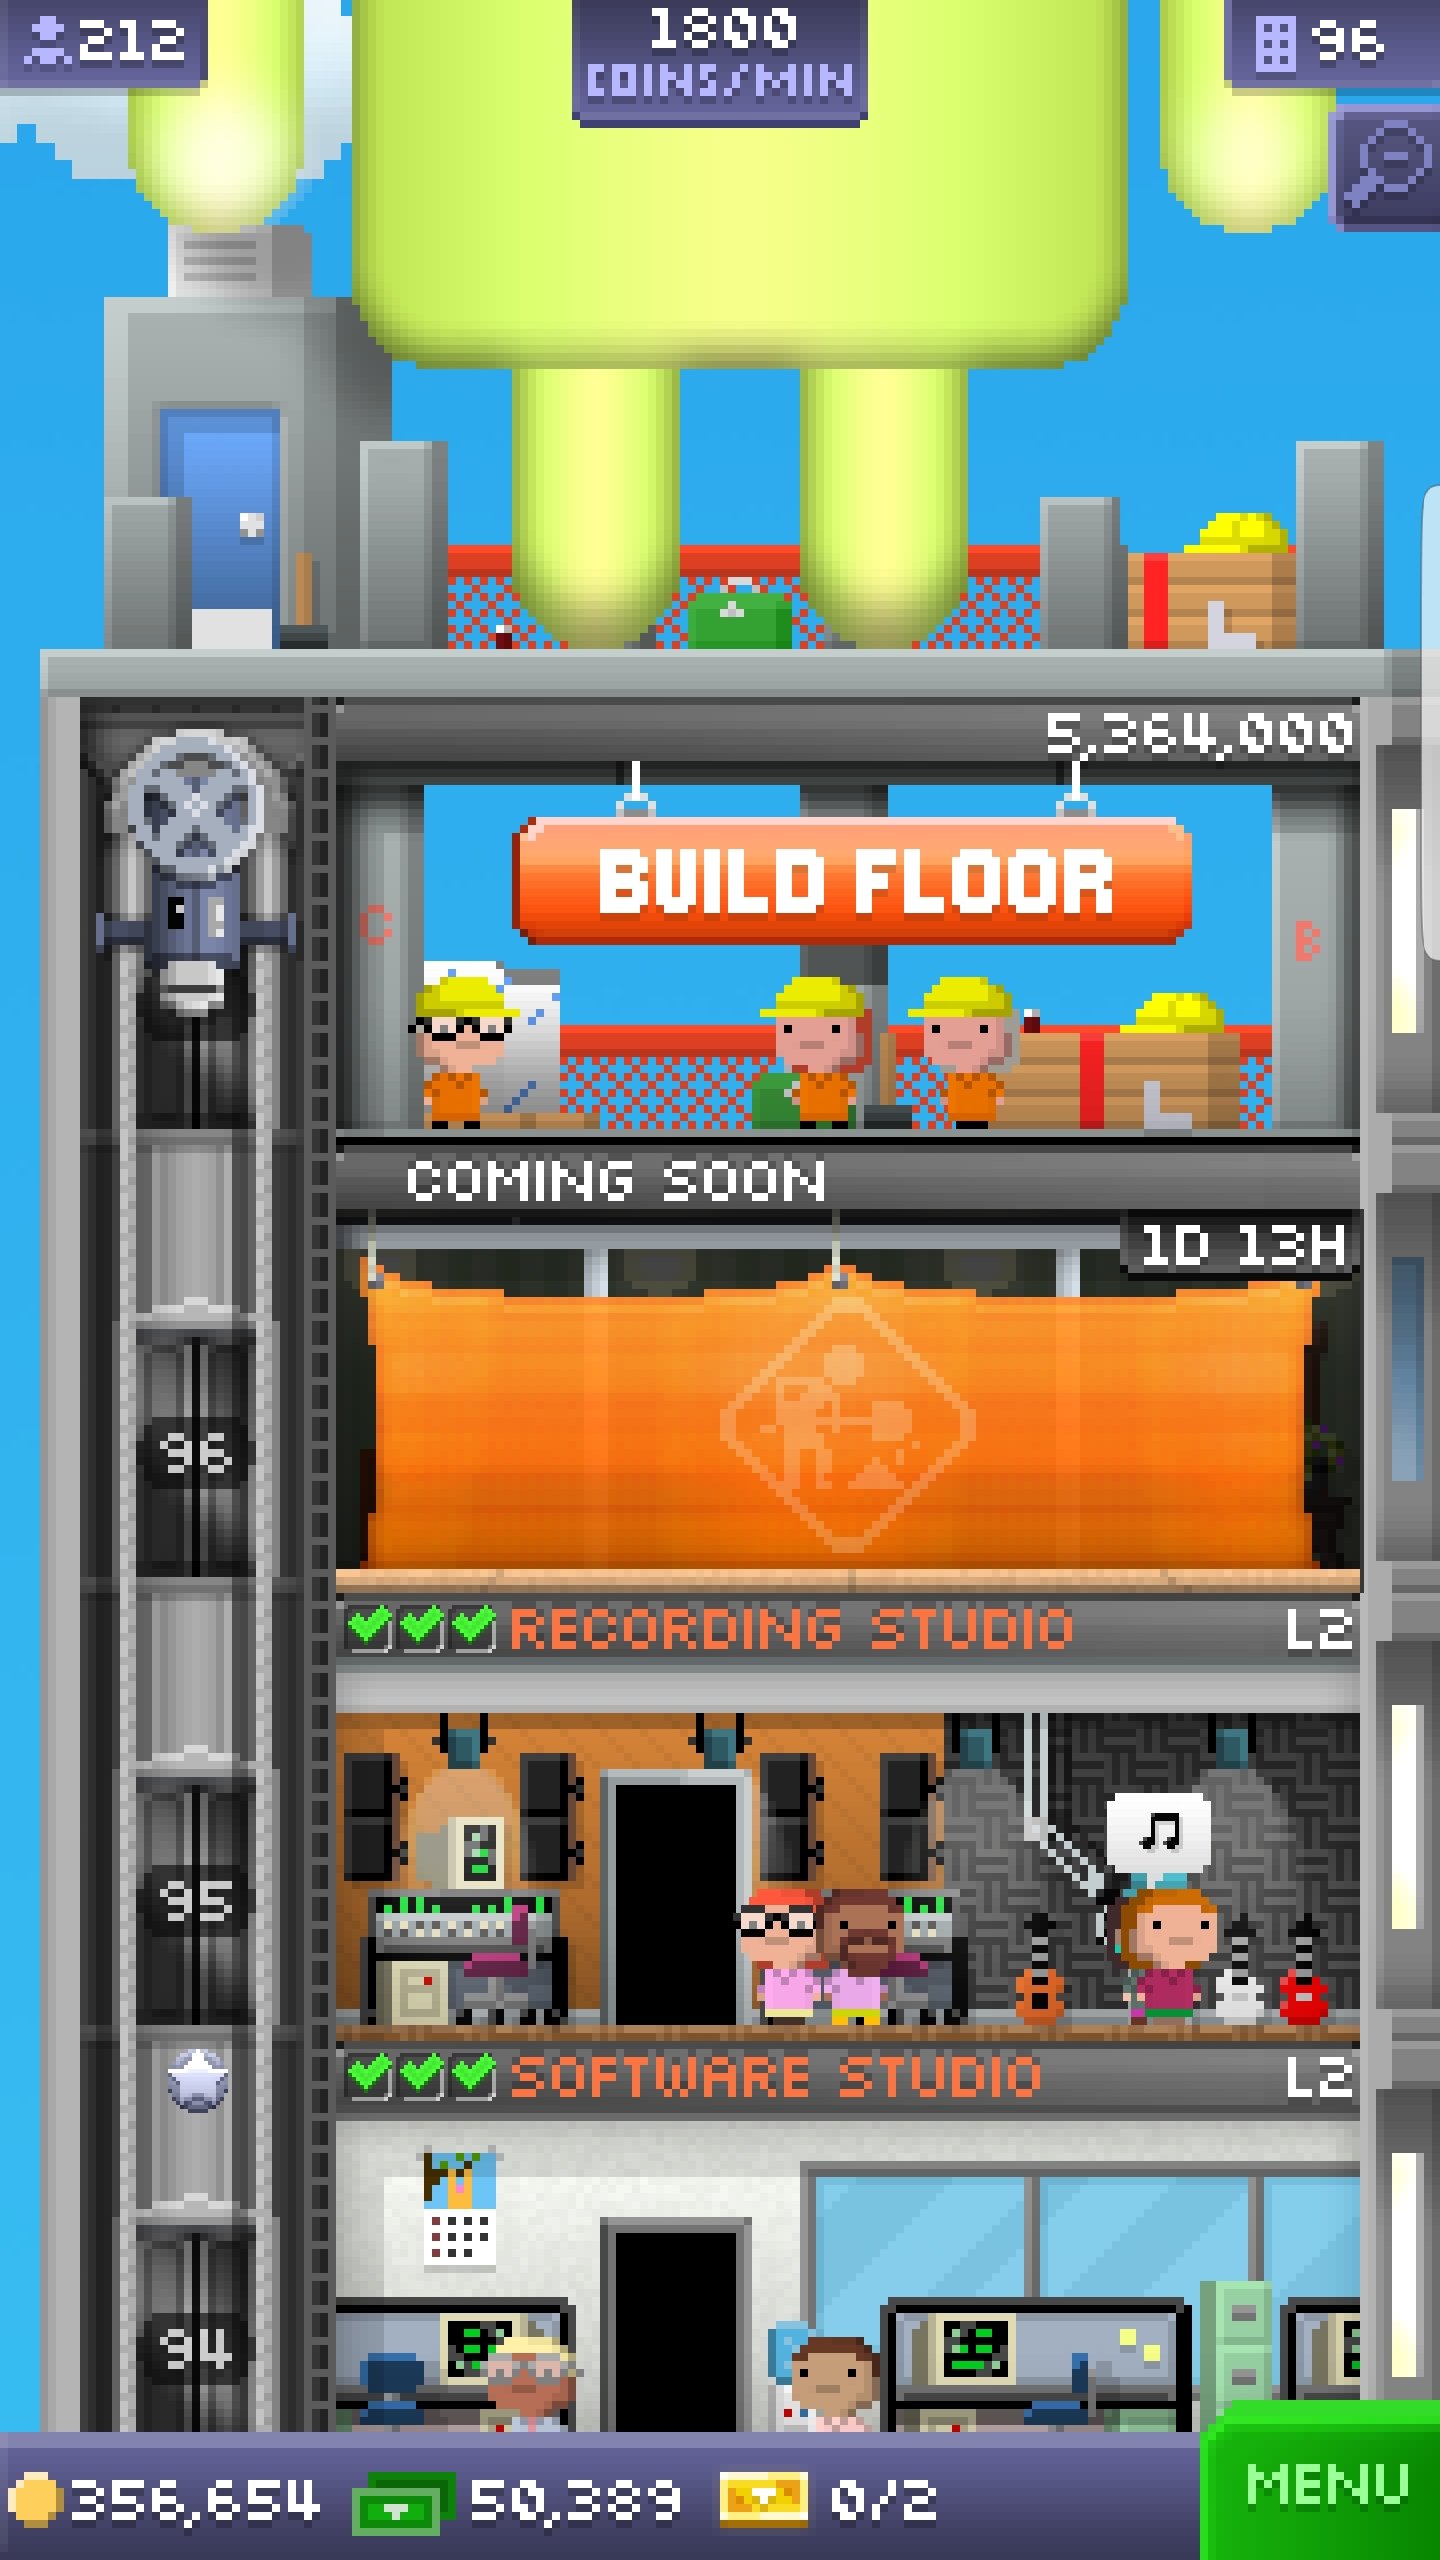 212
1800
COINS/MIN
96
5,364,000
BUILD FLOOR
C
B
COMING SOON
1D 13H
96
RECORDING STUDIO L2
95
SOFTWARE STUDIO L2
94
356,654 50,389 0/2 MENU